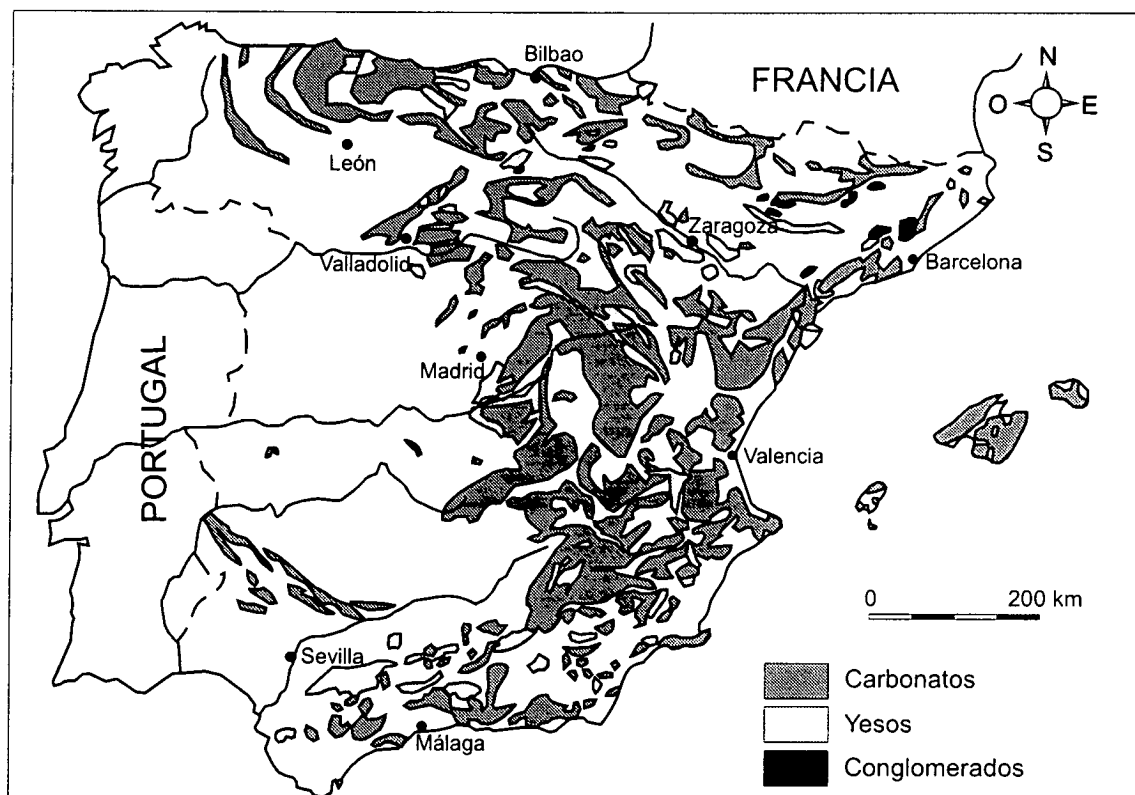 Bilbao
FRANCIA
N
O
E
S
León
Zaragoza
Valladolid
Barcelona
Madrid
PORTUGAL
Valencia
0
200 km
Sevilla
Málaga
Carbonatos
Yesos
Conglomerados